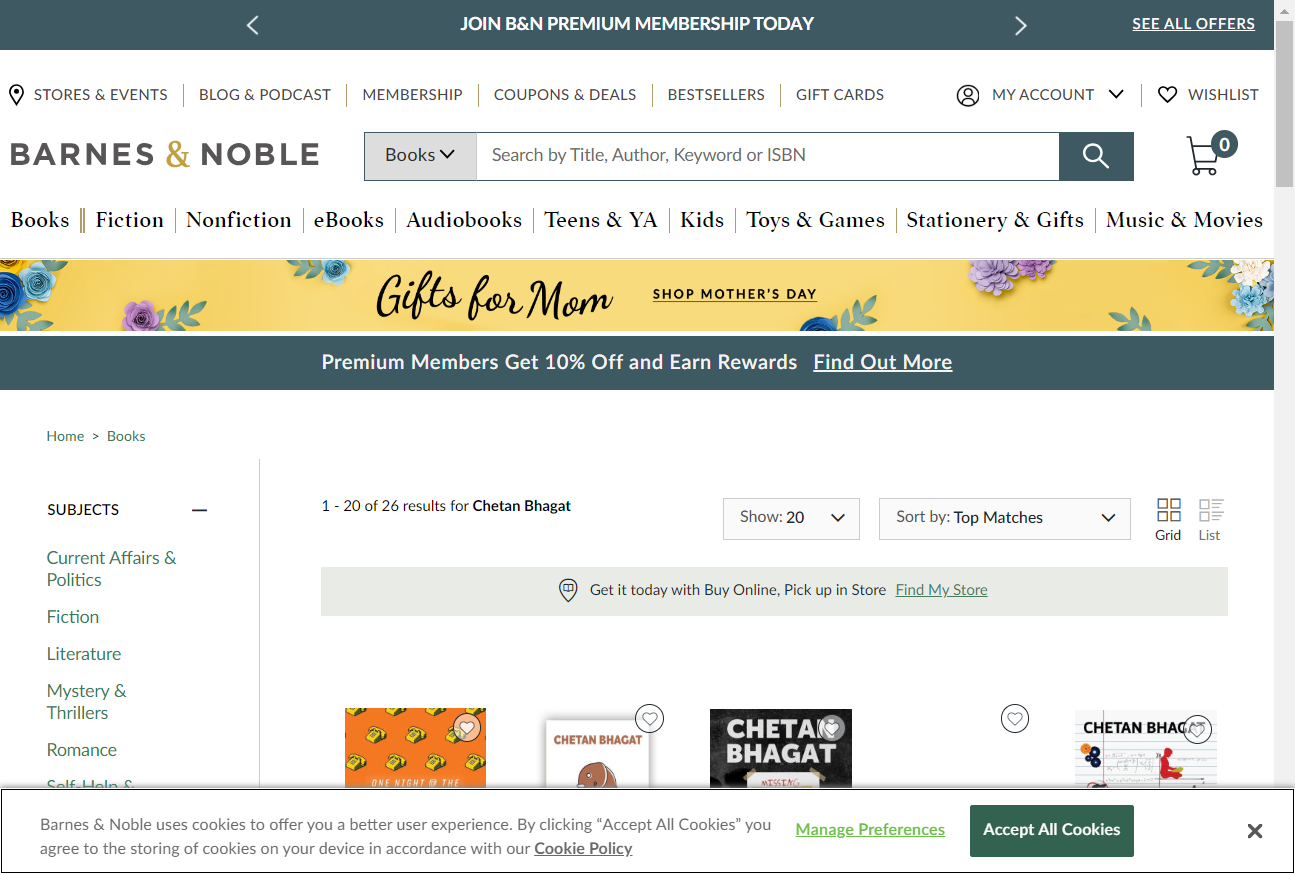 JOIN B&N PREMIUM MEMBERSHIP TODAY
SEE ALL OFFERS
STORES & EVENTS
BLOG & PODCAST
MEMBERSHIP
COUPONS & DEALS
BESTSELLERS
GIFT CARDS
MY ACCOUNT
WISHLIST
BARNES & NOBLE
Books
Search by Title, Author, Keyword or ISBN
0
Books
Fiction
Nonfiction
eBooks
Audiobooks
Teens & YA
Kids
Toys & Games
Stationery & Gifts
Music & Movies
Gifts for Mom
SHOP MOTHER'S DAY
Premium Members Get 10% Off and Earn Rewards Find Out More
Home > Books
SUBJECTS
Current Affairs &
Politics
Fiction
Literature
Mystery &
Thrillers
Romance
Self-Help &
1 - 20 of 26 results for Chetan Bhagat
Show: 20
Sort by: Top Matches
Grid
List
Get it today with Buy Online, Pick up in Store Find My Store
ONE NIGHT @ THE
CHETAN BHAGAT
CHETAN
BHAGAT
MISSING
CHETAN BHAGAT
Barnes & Noble uses cookies to offer you a better user experience. By clicking “Accept All Cookies” you
agree to the storing of cookies on your device in accordance with our Cookie Policy
Manage Preferences
Accept All Cookies